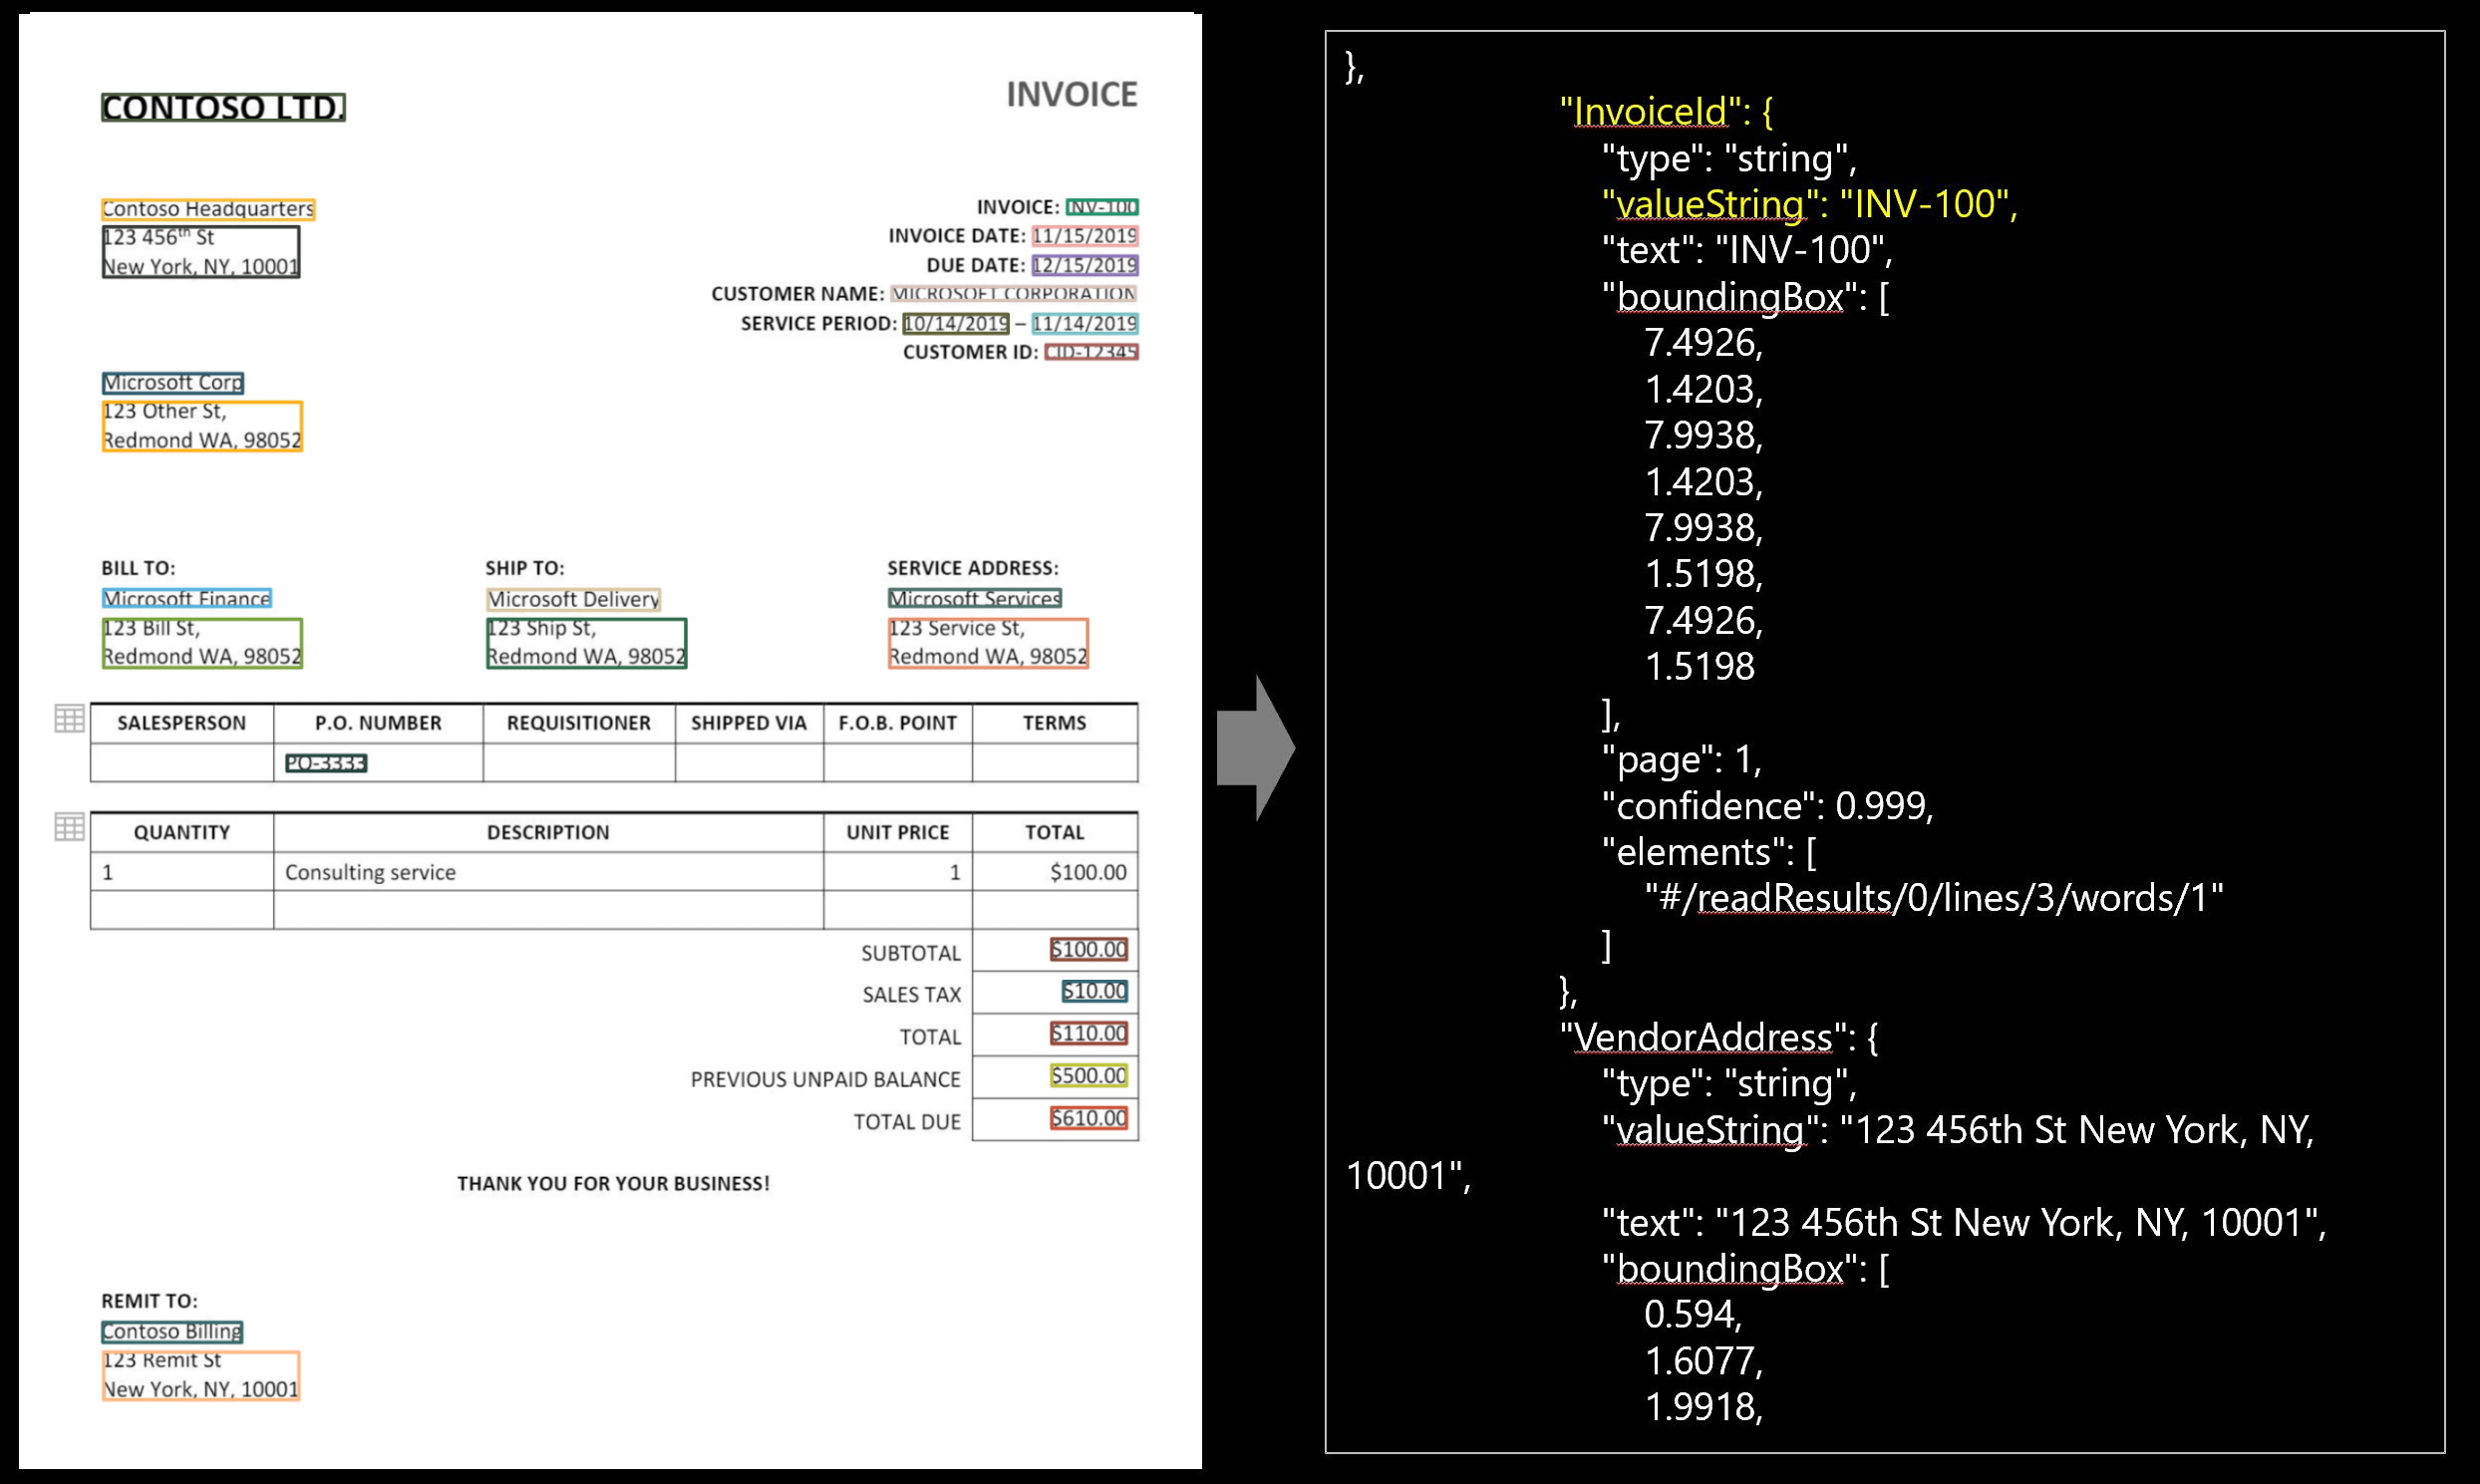 CONTOSO LTD.
INVOICE
Contoso Headquarters
123 456th St
New York, NY, 10001
INVOICE: INV-100
INVOICE DATE: 11/15/2019
DUE DATE: 12/15/2019
CUSTOMER NAME: MICROSOFT CORPORATION
SERVICE PERIOD: 10/14/2019 – 11/14/2019
CUSTOMER ID: CID-12345
Microsoft Corp
123 Other St,
Redmond WA, 98052
BILL TO:
Microsoft Finance
123 Bill St,
Redmond WA, 98052
SHIP TO:
Microsoft Delivery
123 Ship St,
Redmond WA, 98052
SERVICE ADDRESS:
Microsoft Services
123 Service St,
Redmond WA, 98052
SALESPERSON P.O. NUMBER REQUISITIONER SHIPPED VIA F.O.B. POINT TERMS
PO-3333
QUANTITY DESCRIPTION UNIT PRICE TOTAL
1 Consulting service 1 $100.00
SUBTOTAL $100.00
SALES TAX $10.00
TOTAL $110.00
PREVIOUS UNPAID BALANCE $500.00
TOTAL DUE $610.00
THANK YOU FOR YOUR BUSINESS!
REMIT TO:
Contoso Billing
123 Remit St
New York, NY, 10001
},
"InvoiceId": {
"type": "string",
"valueString": "INV-100",
"text": "INV-100",
"boundingBox": [
7.4926,
1.4203,
7.9938,
1.4203,
7.9938,
1.5198,
7.4926,
1.5198
],
"page": 1,
"confidence": 0.999,
"elements": [
"#/readResults/0/lines/3/words/1"
]
},
"VendorAddress": {
"type": "string",
"valueString": "123 456th St New York, NY,
10001",
"text": "123 456th St New York, NY, 10001",
"boundingBox": [
0.594,
1.6077,
1.9918,